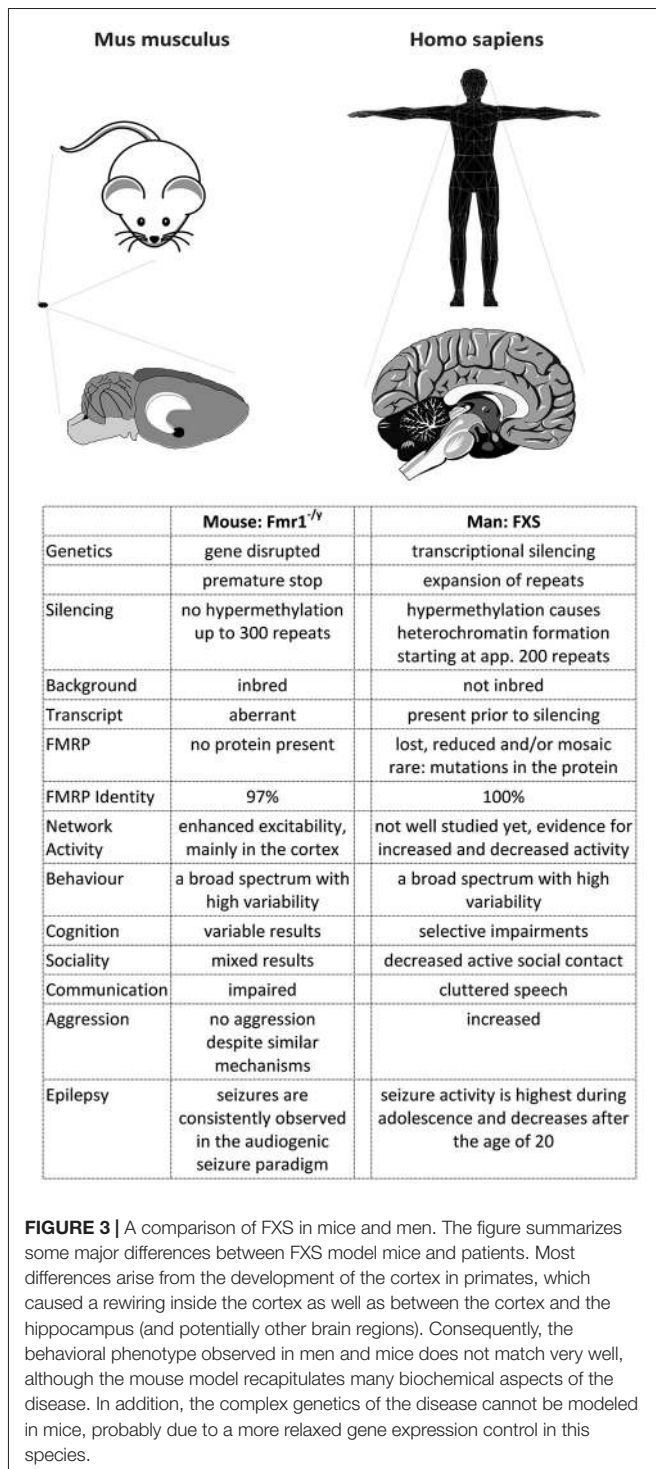 Mus musculus Homo sapiens
Mouse: Fmr1-/y Man: FXS
Genetics gene disrupted transcriptional silencing
premature stop expansion of repeats
Silencing no hypermethylation hypermethylation causes
up to 300 repeats heterochromatin formation
starting at app. 200 repeats
Background inbred not inbred
Transcript aberrant present prior to silencing
FMRP no protein present lost, reduced and/or mosaic
rare: mutations in the protein
FMRP Identity 97% 100%
Network enhanced excitability, not well studied yet, evidence for
Activity mainly in the cortex increased and decreased activity
Behaviour a broad spectrum with a broad spectrum with high
high variability variability
Cognition variable results selective impairments
Sociality mixed results decreased active social contact
Communication impaired cluttered speech
Aggression no aggression increased
despite similar
mechanisms
Epilepsy seizures are seizure activity is highest during
consistently observed adolescence and decreases after
in the audiogenic the age of 20
seizure paradigm
FIGURE 3 | A comparison of FXS in mice and men. The figure summarizes
some major differences between FXS model mice and patients. Most
differences arise from the development of the cortex in primates, which
caused a rewiring inside the cortex as well as between the cortex and the
hippocampus (and potentially other brain regions). Consequently, the
behavioral phenotype observed in men and mice does not match very well,
although the mouse model recapitulates many biochemical aspects of the
disease. In addition, the complex genetics of the disease cannot be modeled
in mice, probably due to a more relaxed gene expression control in this
species.